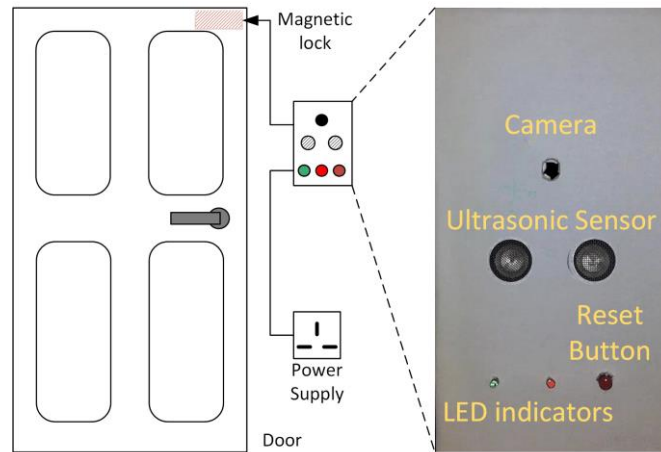 Magnetic
lock
Camera
Ultrasonic Sensor
Reset
Button
Power
Supply
LED indicators
Door